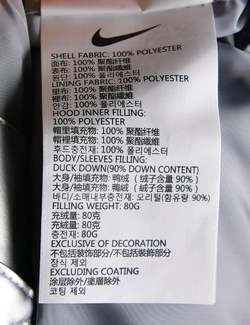 SHELL FABRIC: 100% POLYESTER
面布: 100% 聚酯纤维
表布: 100% 聚酯纖維
원단: 100% 폴리에스터
LINING FABRIC: 100% POLYESTER
里布: 100% 聚酯纤维
裡布: 100% 聚酯纖維
안감: 100% 폴리에스터
HOOD INNER FILLING:
100% POLYESTER
帽里填充物: 100% 聚酯纤维
帽裡填充物: 100% 聚酯纖維
후드충전재: 100% 폴리에스터
BODY/SLEEVES FILLING:
DUCK DOWN(90% DOWN CONTENT)
大身/袖填充物: 鸭绒 ( 绒子含量 90% )
大身/袖填充物: 鴨絨 ( 絨子含量 90% )
바디/소매내부충전재: 오리털(함유량 90%)
FILLING WEIGHT: 80G
充绒量: 80克
充絨量: 80克
충전재: 80g
EXCLUSIVE OF DECORATION
不包括装饰部分/不包括裝飾部分
장식 제외
EXCLUDING COATING
涂层除外/塗層除外
코팅 제외